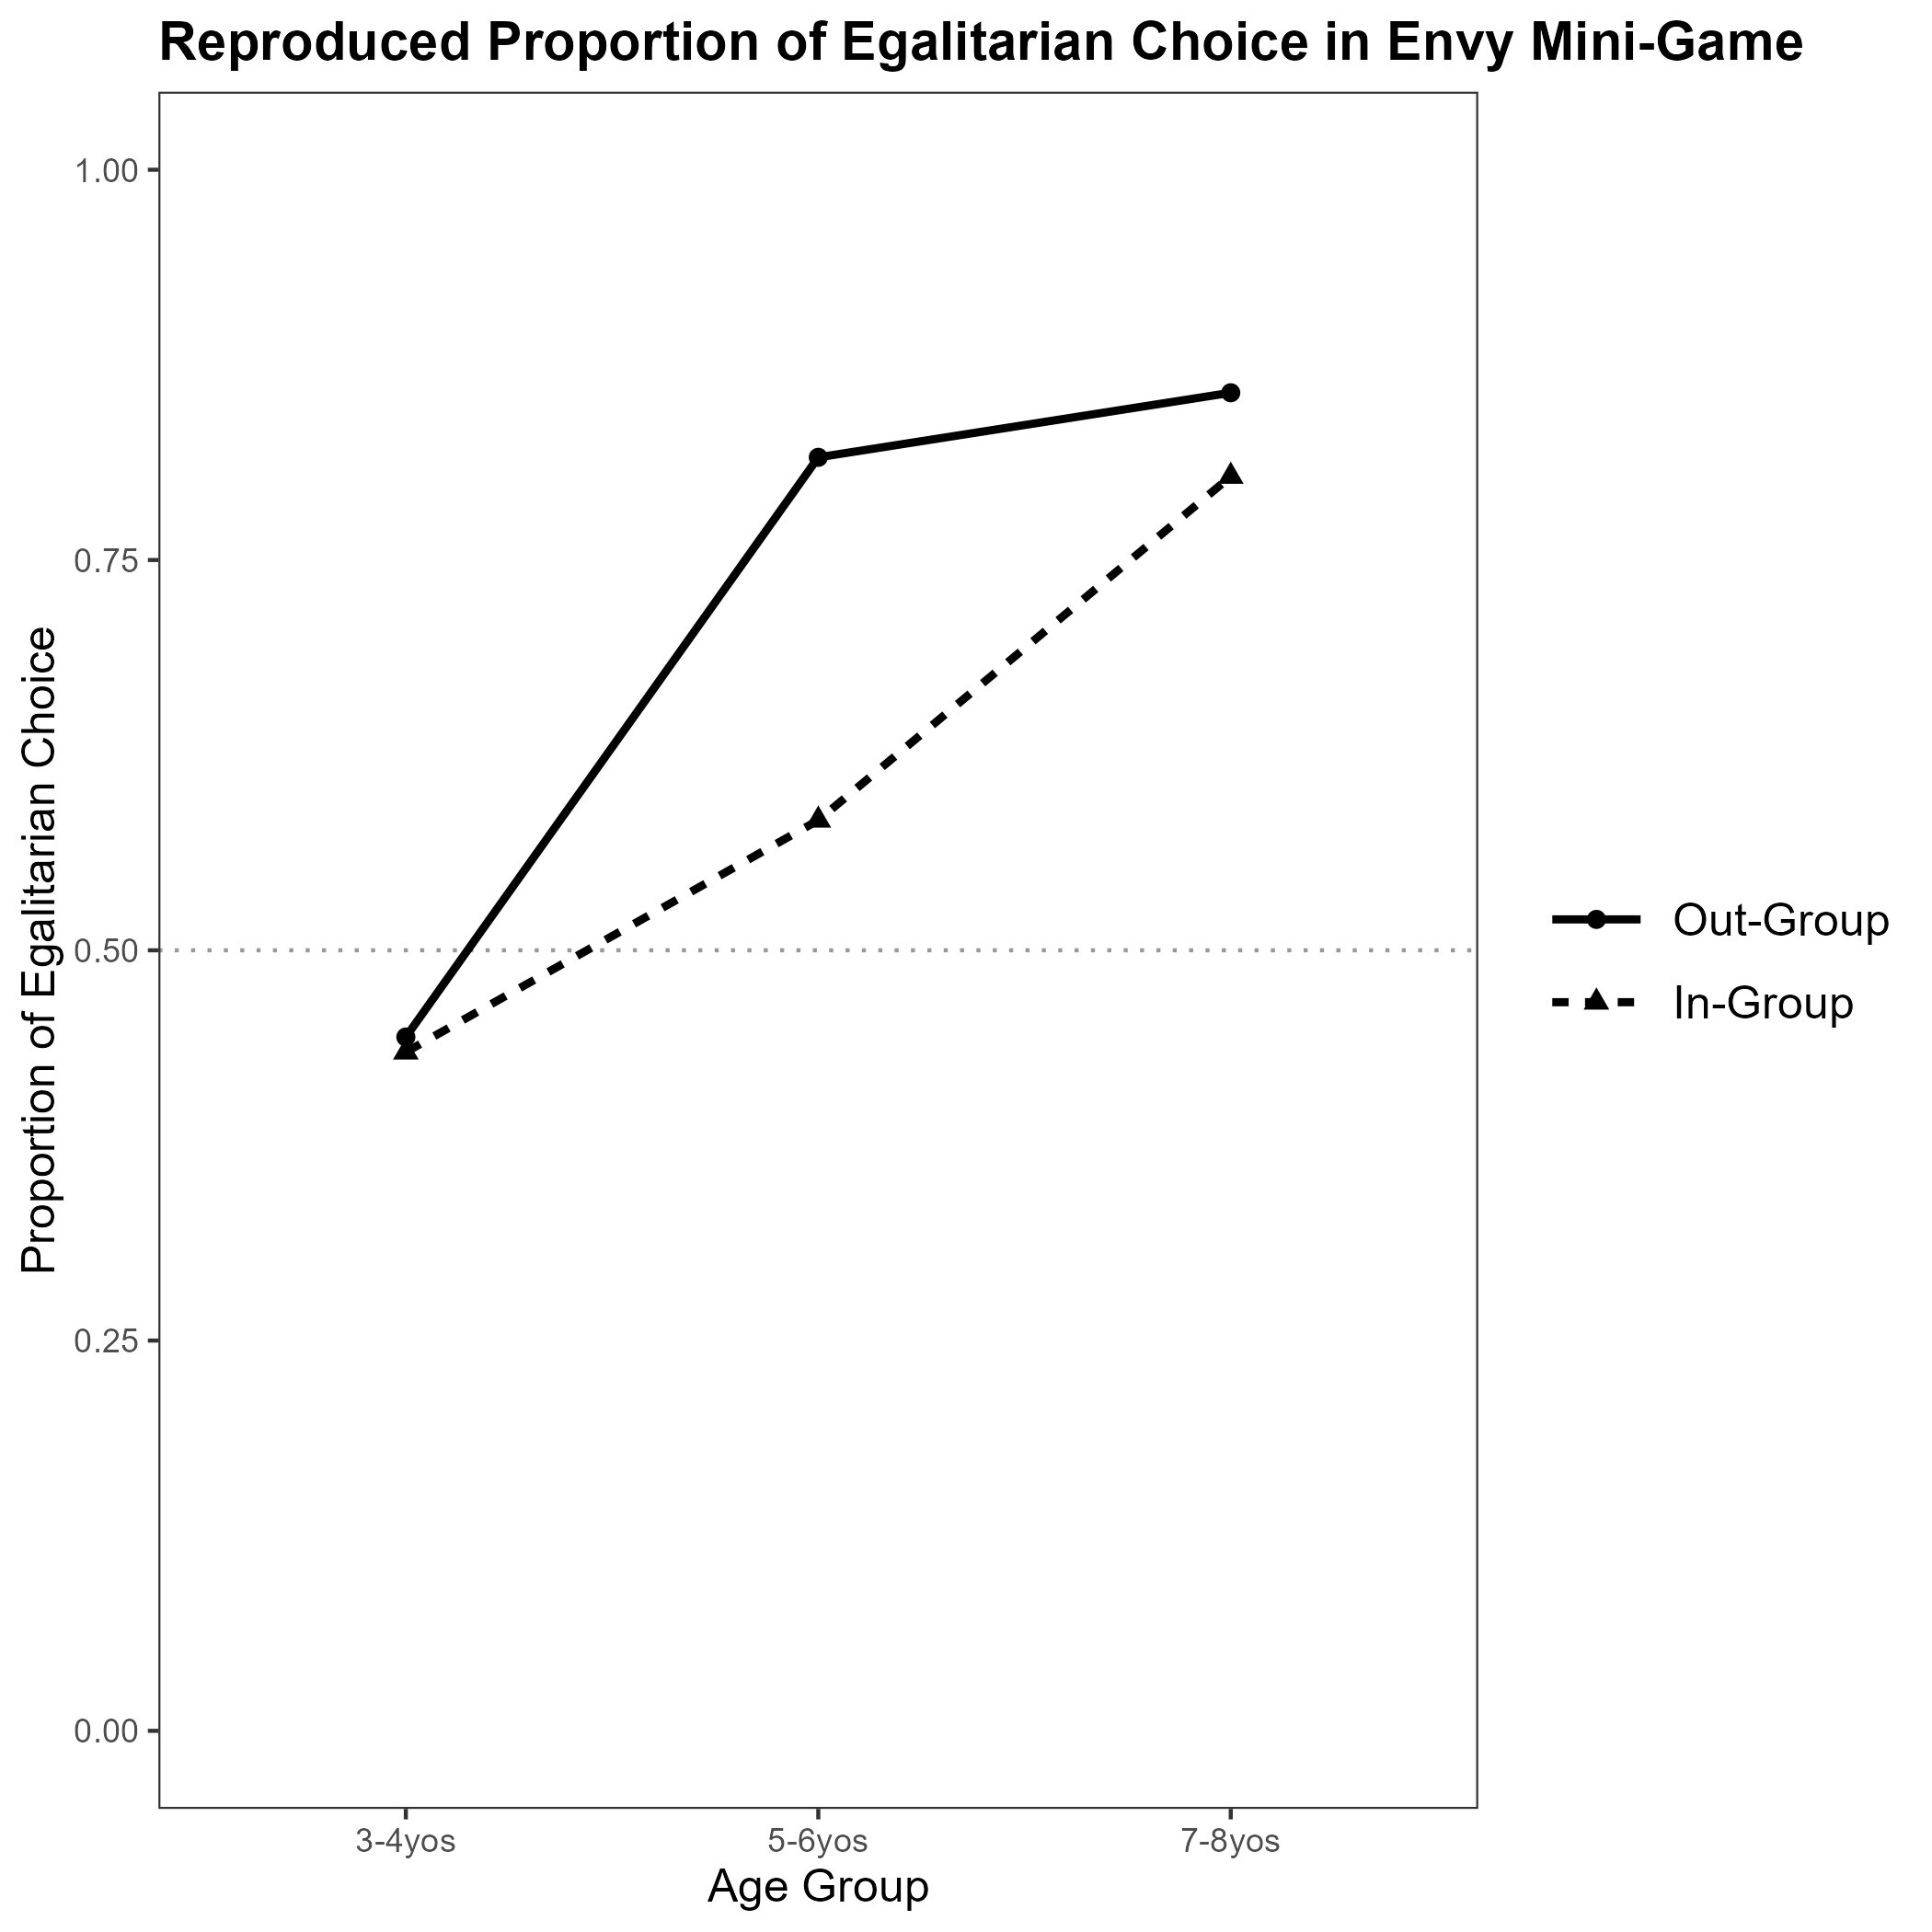 Reproduced Proportion of Egalitarian Choice in Envy Mini-Game
Proportion of Egalitarian Choice
1.00
0.75
0.50
0.25
0.00
3-4yos
5-6yos
7-8yos
Age Group
Out-Group
In-Group